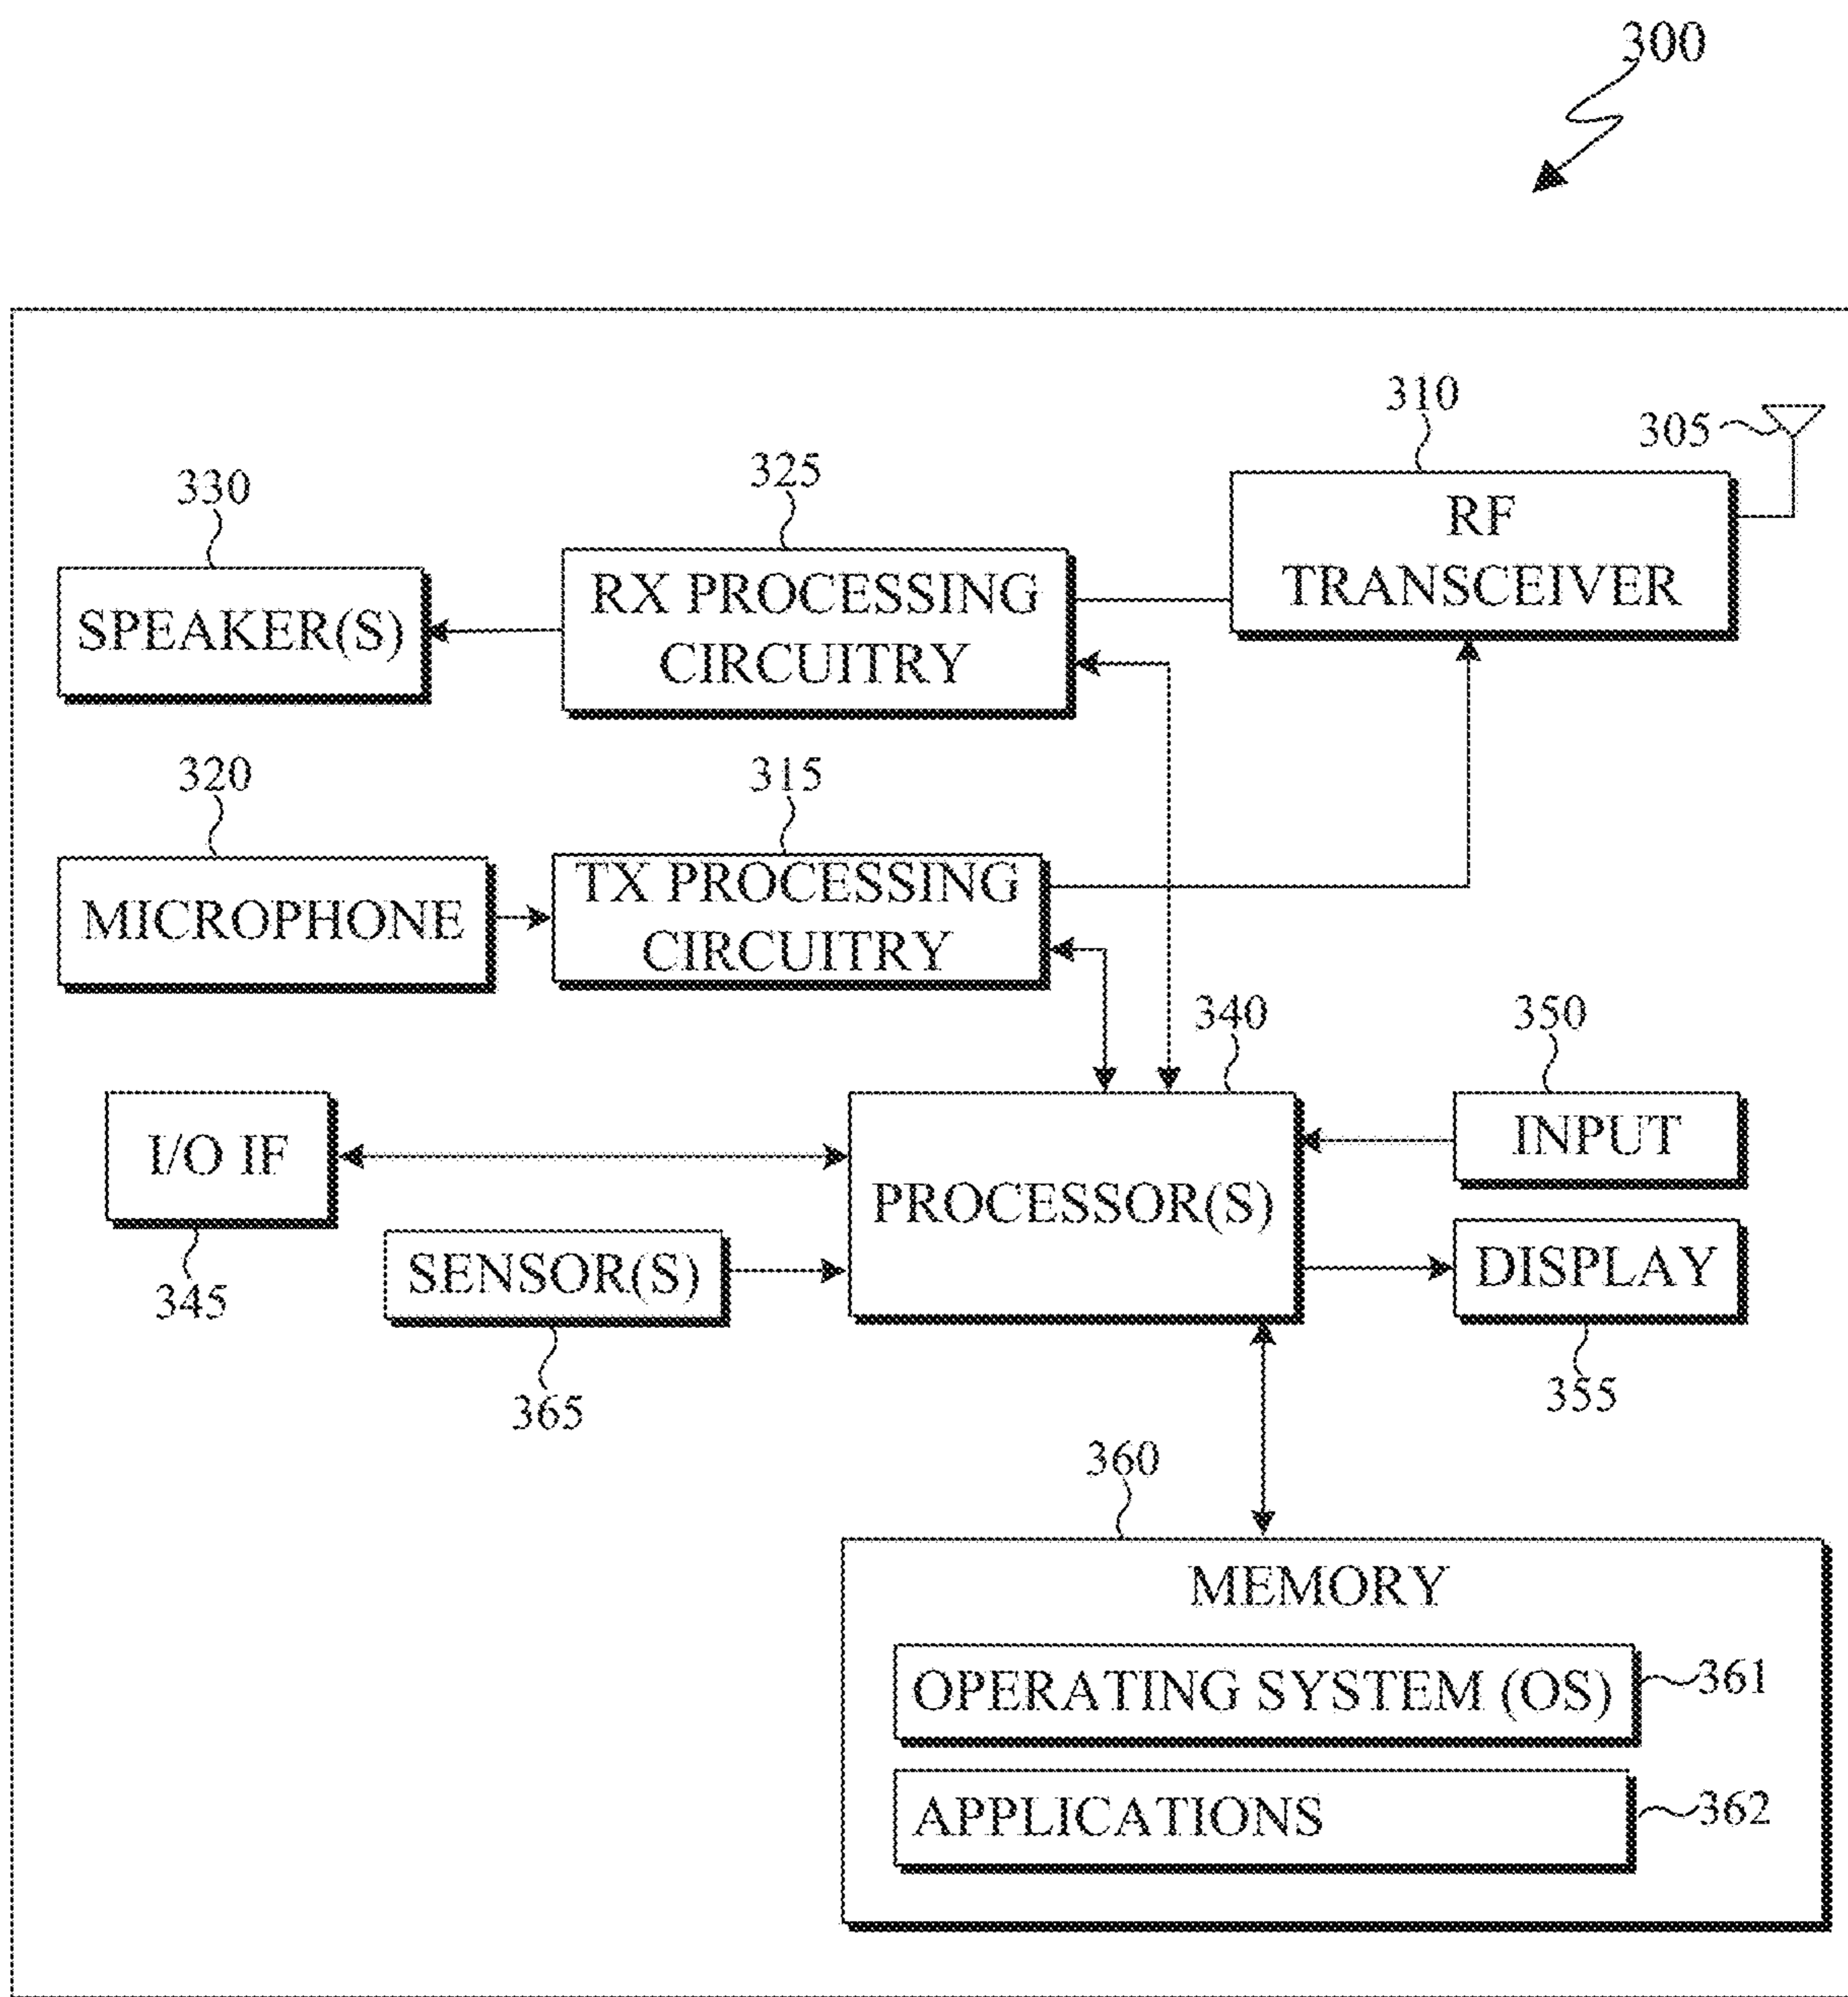 300
310
305
325
330
RF
TRANSCEIVER
RX PROCESSING
CIRCUITRY
SPEAKER(S)
320
315
TX PROCESSING
CIRCUITRY
MICROPHONE
340
350
I/O IF
INPUT
PROCESSOR(S)
SENSOR(S)
DISPLAY
345
365
355
360
MEMORY
OPERATING SYSTEM (OS)
361
APPLICATIONS
362